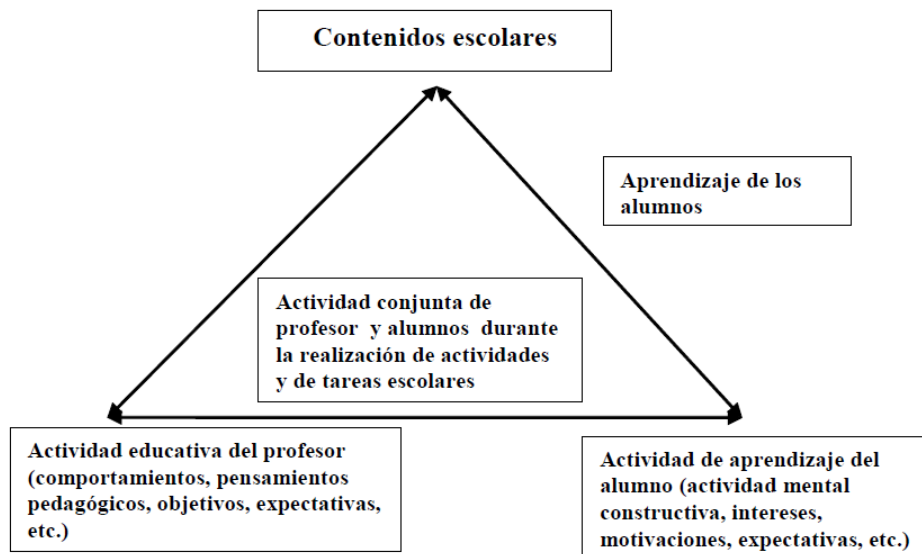 Contenidos escolares
Aprendizaje de los
alumnos
Actividad conjunta de
profesor y alumnos durante
la realización de actividades
y de tareas escolares
Actividad educativa del profesor
(comportamientos, pensamientos
pedagógicos, objetivos, expectativas,
etc.)
Actividad de aprendizaje del
alumno (actividad mental
constructiva, intereses,
motivaciones, expectativas, etc.)